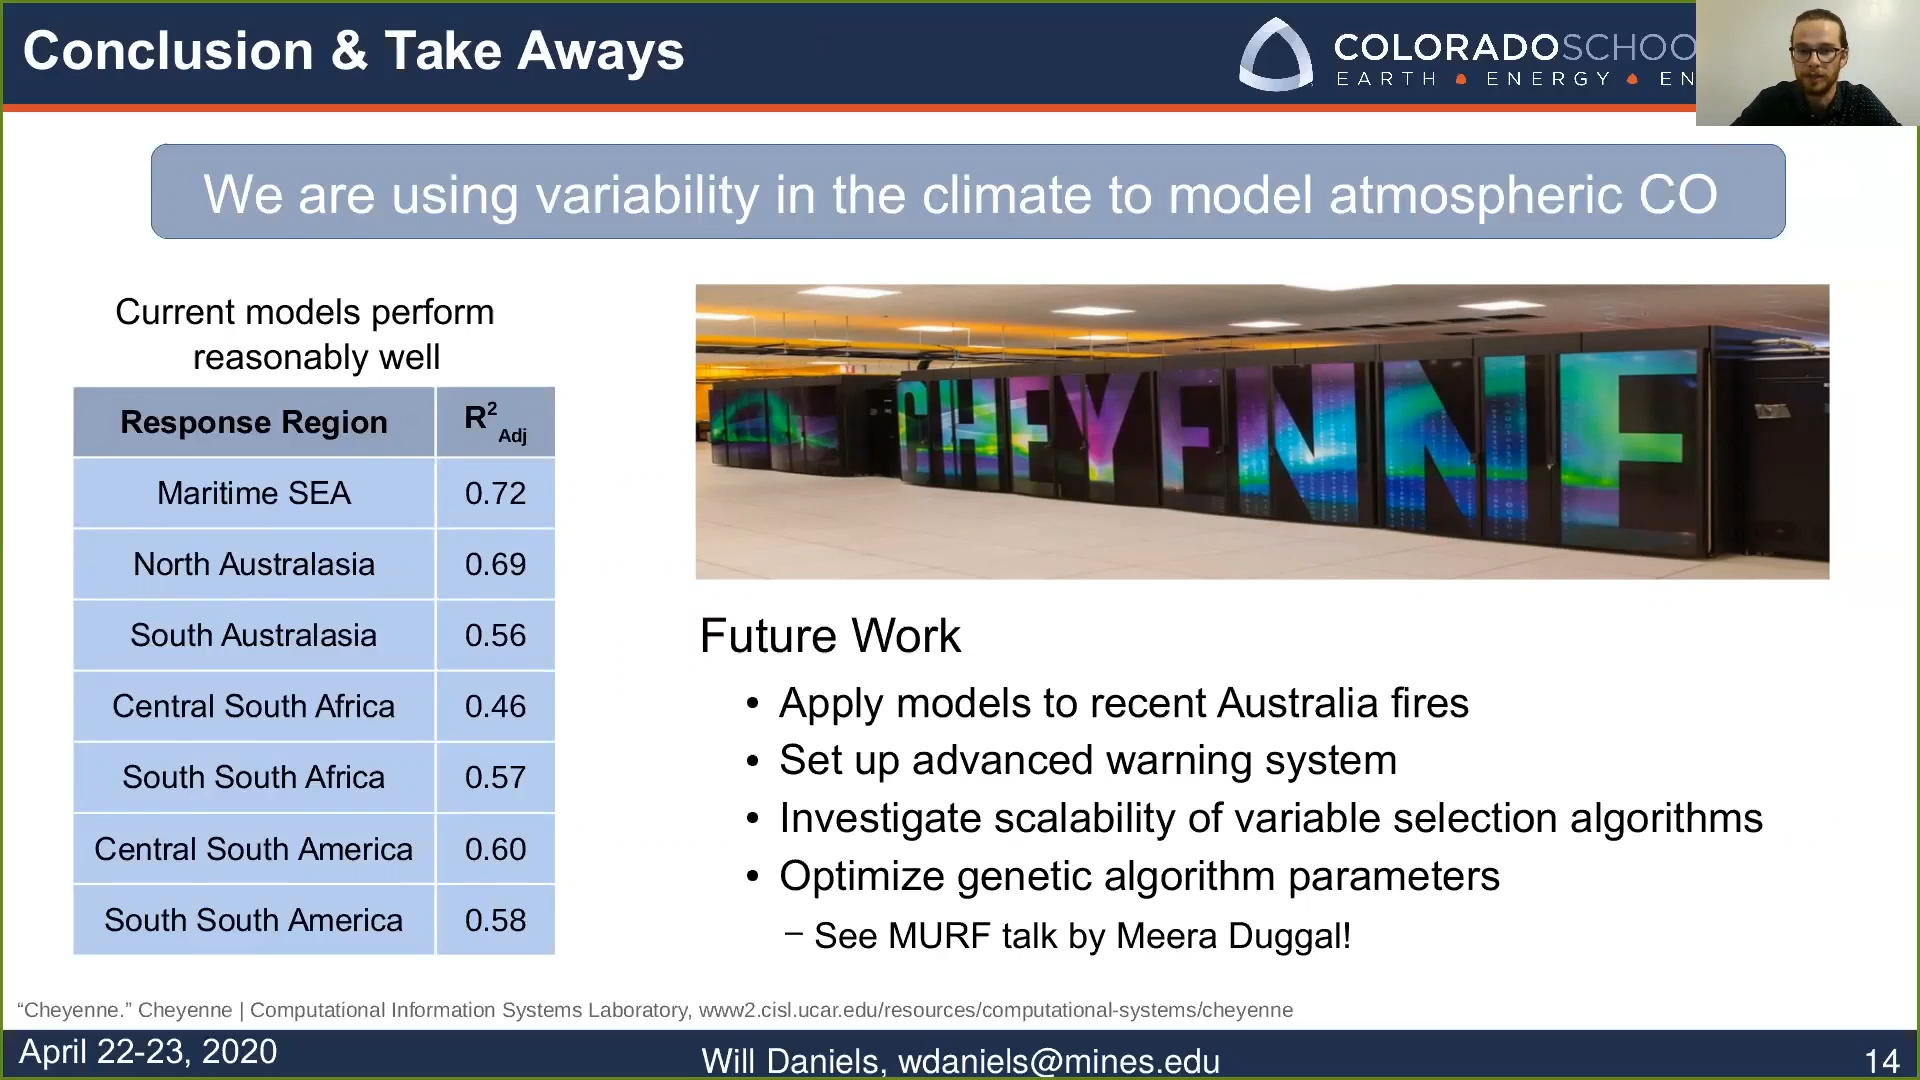 Conclusion & Take Aways
COLORADOSCHOO
EARTH • ENERGY • EN
We are using variability in the climate to model atmospheric CO
Current models perform
reasonably well
Response Region R²Adj
Maritime SEA 0.72
North Australasia 0.69
South Australasia 0.56
Central South Africa 0.46
South South Africa 0.57
Central South America 0.60
South South America 0.58
CHEYENNE
Future Work
• Apply models to recent Australia fires
• Set up advanced warning system
• Investigate scalability of variable selection algorithms
• Optimize genetic algorithm parameters
– See MURF talk by Meera Duggal!
“Cheyenne.” Cheyenne | Computational Information Systems Laboratory, www2.cisl.ucar.edu/resources/computational-systems/cheyenne
April 22-23, 2020
Will Daniels, wdaniels@mines.edu
14